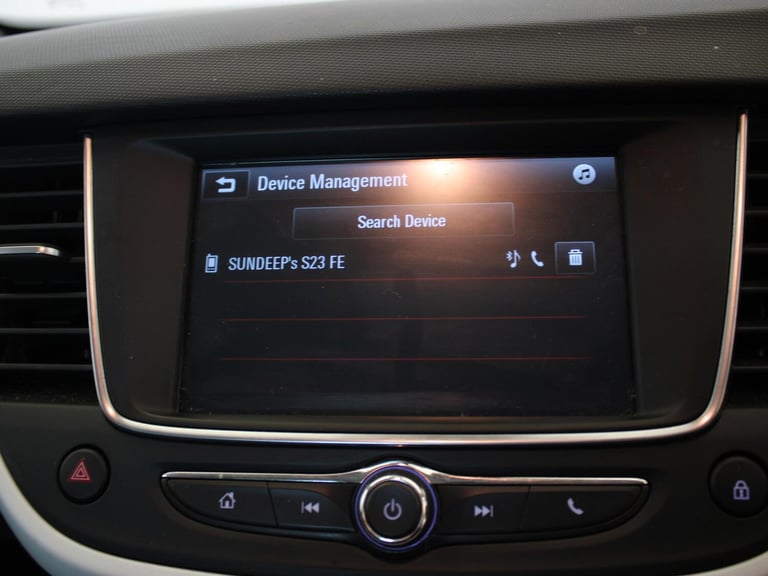 Device Management
Search Device
SUNDEEP's S23 FE